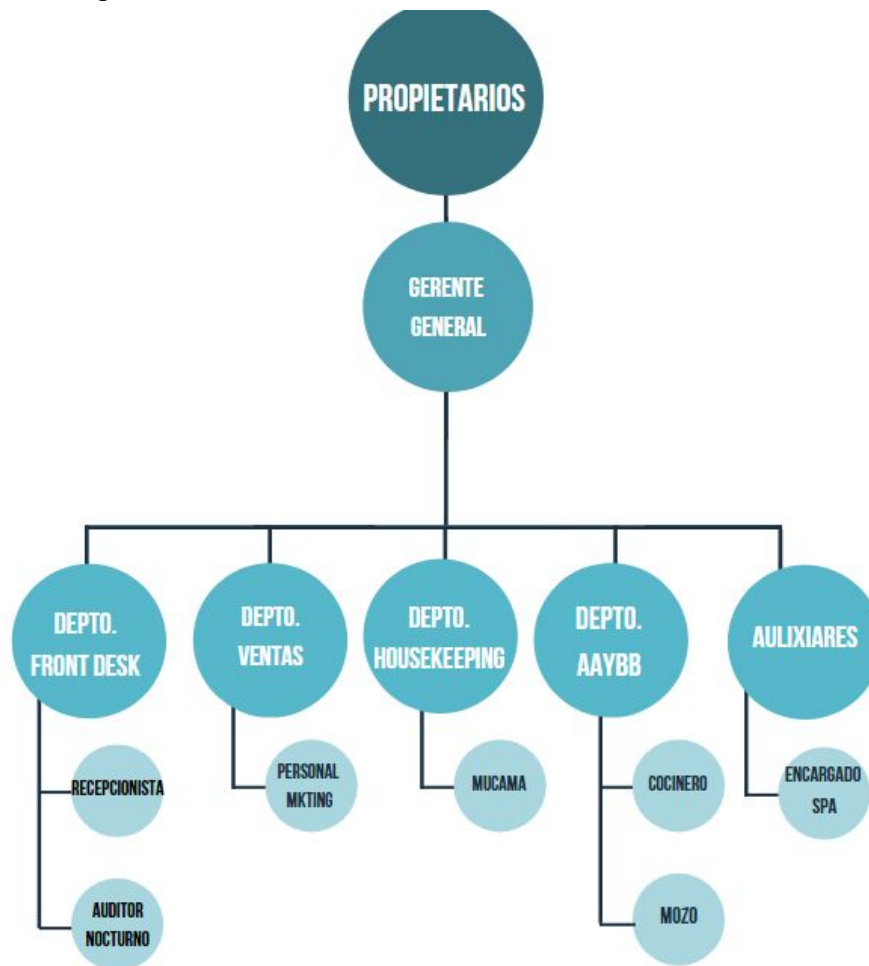 PROPIETARIOS
GERENTE
GENERAL
DEPTO.
FRONT DESK
DEPTO.
VENTAS
DEPTO.
HOUSEKEEPING
DEPTO.
AAYBB
AULIXIARES
RECEPCIONISTA
AUDITOR
NOCTURNO
PERSONAL
MKTING
MUCAMA
COCINERO
MOZO
ENCARGADO
SPA